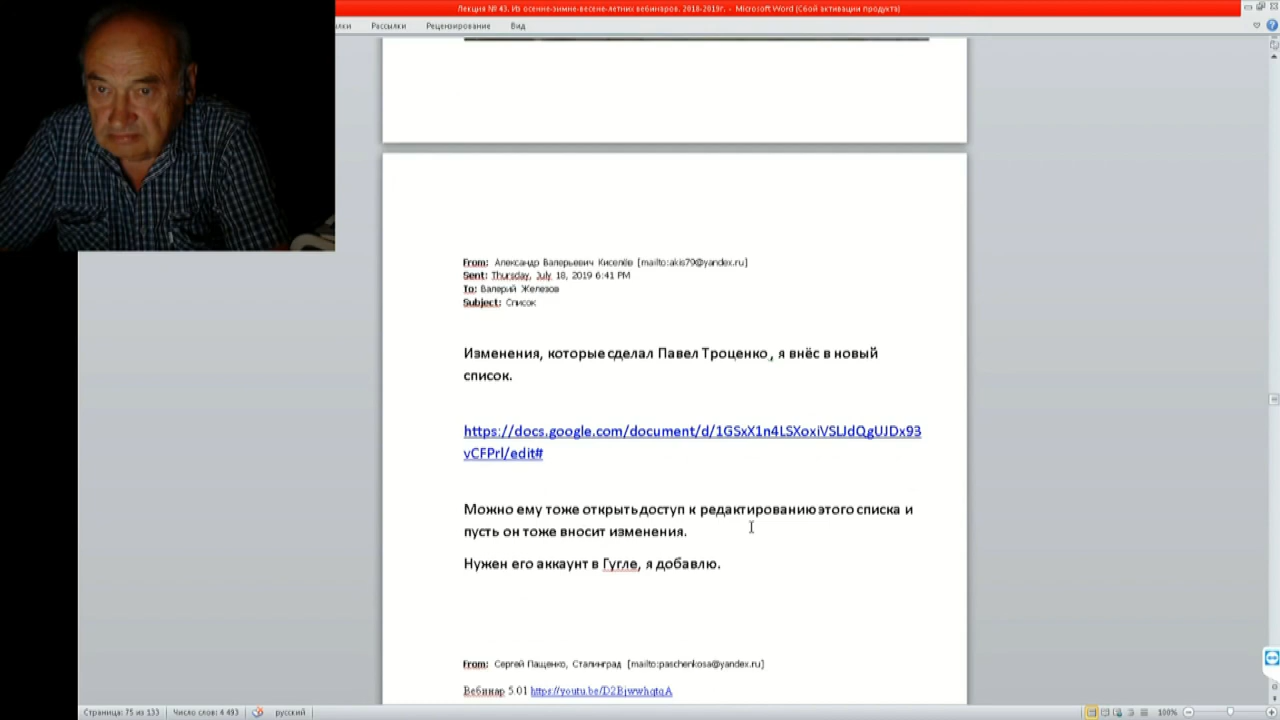 Лекция № 43. Из осенне-зимне-весене-летних вебинаров. 2018-2019г. - Microsoft Word (Сбой активации продукта)
Рассылки Рецензирование Вид
From: Александр Валерьевич Киселёв [mailto:akis79@yandex.ru]
Sent: Thursday, July 18, 2019 6:41 PM
To: Валерий Железов
Subject: Список
Изменения, которые сделал Павел Троценко , я внёс в новый
список.
https://docs.google.com/document/d/1GSxX1n4LSXoxiVSLJdQgUJDx93
vCFPrl/edit#
Можно ему тоже открыть доступ к редактированию этого списка и
пусть он тоже вносит изменения.
Нужен его аккаунт в Гугле, я добавлю.
From: Сергей Пащенко, Сталинград [mailto:paschenkosa@yandex.ru]
Вебинар 5.01 https://youtu.be/D2BjwwhqtqA
Страница: 75 из 133 Число слов: 4 493 русский 100%